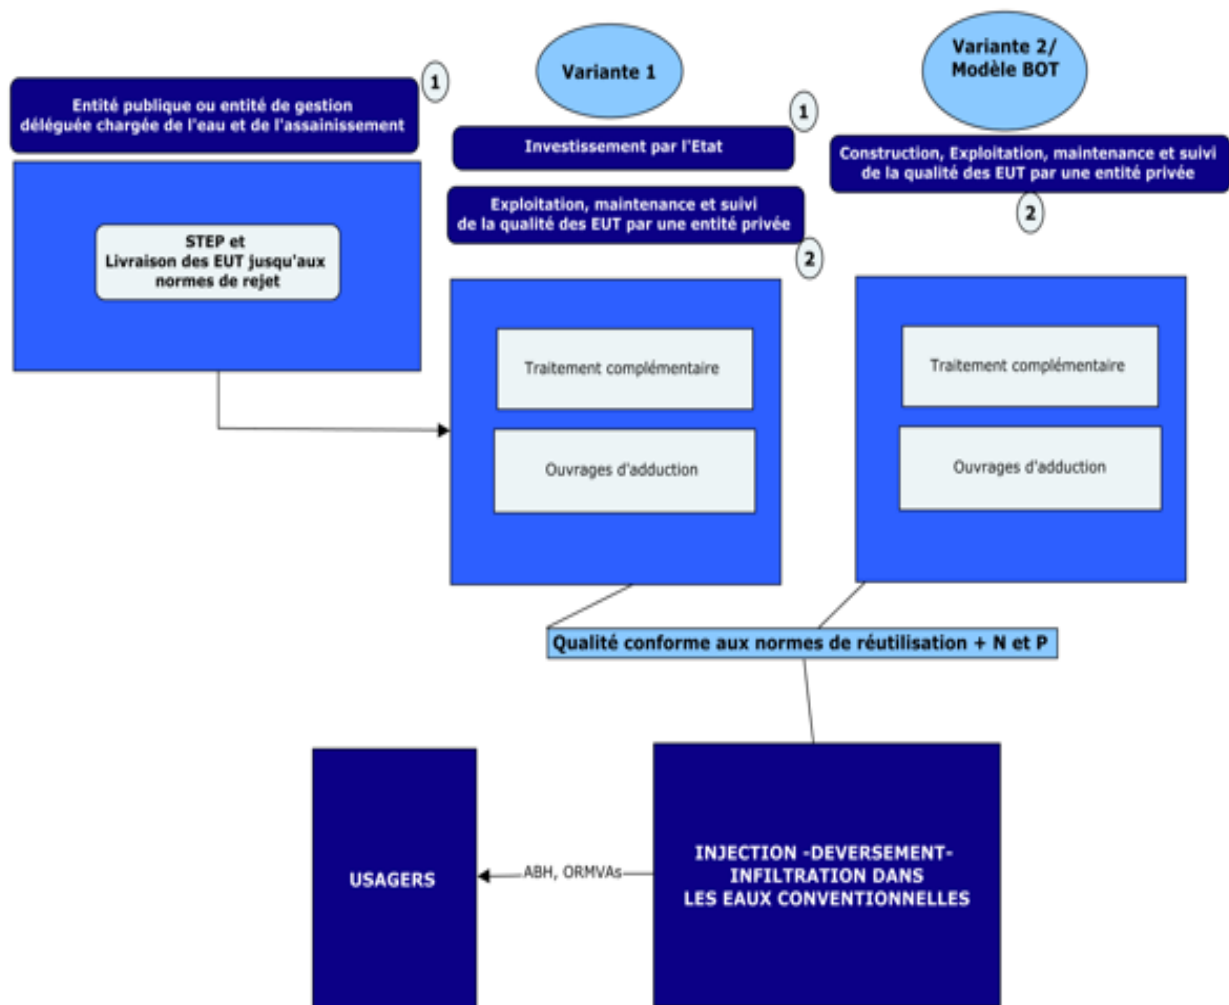 Entité publique ou entité de gestion
déléguée chargée de l'eu et de l'assainissement
1
STEP et
Livraison des EUT jusqu'aux
normes de rejet
Variante 1
1
Investissement par l'Etat
Exploitation, maintenance et suivi
de la qualité des EUT par une entité privée
2
Traitement complémentaire
Ouvrages d'adduction
Variante 2/
Modèle BOT
Construction, Exploitation, maintenance et suivi
de la qualité des EUT par une entité privée
2
Traitement complémentaire
Ouvrages d'adduction
Qualité conforme aux normes de réutilisation + N et P
USAGERS
ABH, ORMVAs
INJECTION -DEVERSEMENT-
INFILTRATION DANS
LES EAUX CONVENTIONNELLES